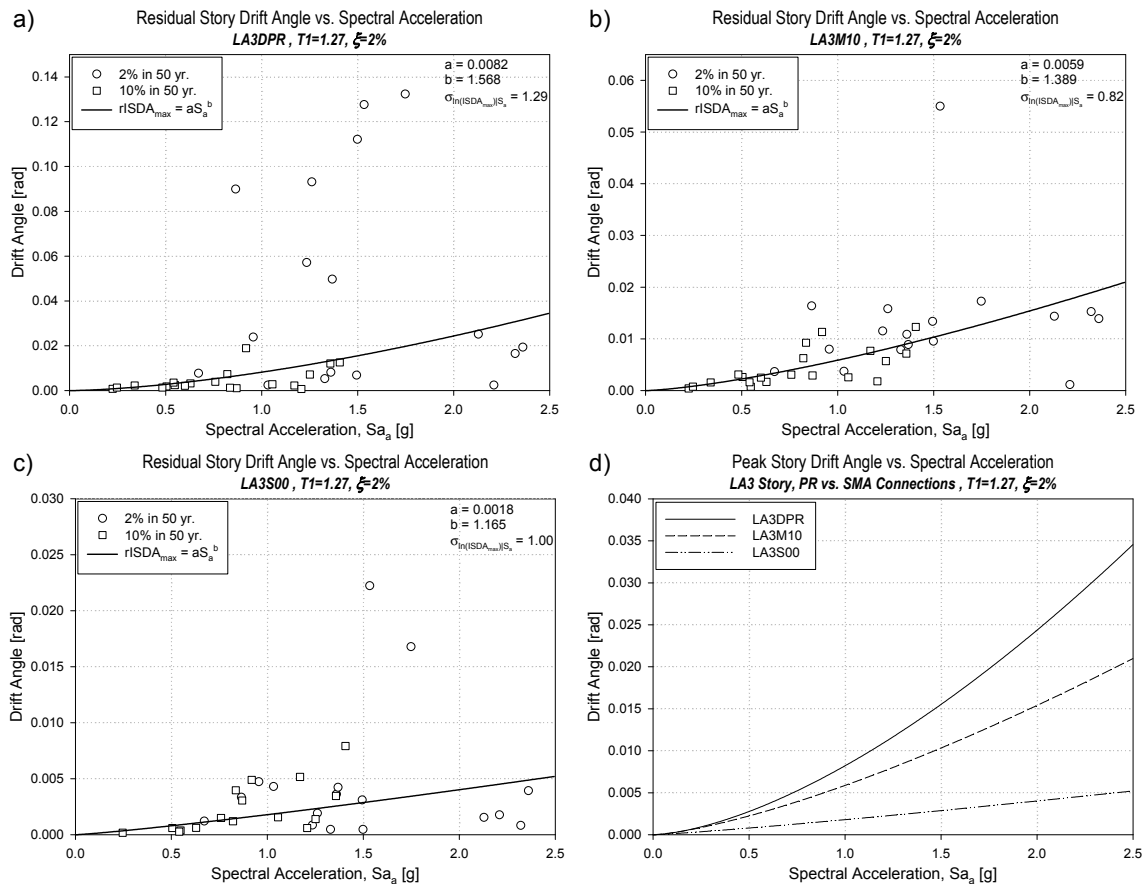 a)
Residual Story Drift Angle vs. Spectral Acceleration
LA3DPR , T1=1.27, ξ=2%
2% in 50 yr.
10% in 50 yr.
rISDAmax = aSa^b
a = 0.0082
b = 1.568
σln(ISDAmax)|Sa = 1.29
Drift Angle [rad]
0.14
0.12
0.10
0.08
0.06
0.04
0.02
0.00
0.0 0.5 1.0 1.5 2.0 2.5
Spectral Acceleration, Saa [g]
b)
Residual Story Drift Angle vs. Spectral Acceleration
LA3M10 , T1=1.27, ξ=2%
2% in 50 yr.
10% in 50 yr.
rISDAmax = aSa^b
a = 0.0059
b = 1.389
σln(ISDAmax)|Sa = 0.82
Drift Angle [rad]
0.06
0.05
0.04
0.03
0.02
0.01
0.00
0.0 0.5 1.0 1.5 2.0 2.5
Spectral Acceleration, Saa [g]
c)
Residual Story Drift Angle vs. Spectral Acceleration
LA3S00 , T1=1.27, ξ=2%
2% in 50 yr.
10% in 50 yr.
rISDAmax = aSa^b
a = 0.0018
b = 1.165
σln(ISDAmax)|Sa = 1.00
Drift Angle [rad]
0.030
0.025
0.020
0.015
0.010
0.005
0.000
0.0 0.5 1.0 1.5 2.0 2.5
Spectral Acceleration, Saa [g]
d)
Peak Story Drift Angle vs. Spectral Acceleration
LA3 Story, PR vs. SMA Connections , T1=1.27, ξ=2%
LA3DPR
LA3M10
LA3S00
Drift Angle [rad]
0.040
0.035
0.030
0.025
0.020
0.015
0.010
0.005
0.000
0.0 0.5 1.0 1.5 2.0 2.5
Spectral Acceleration, Saa [g]